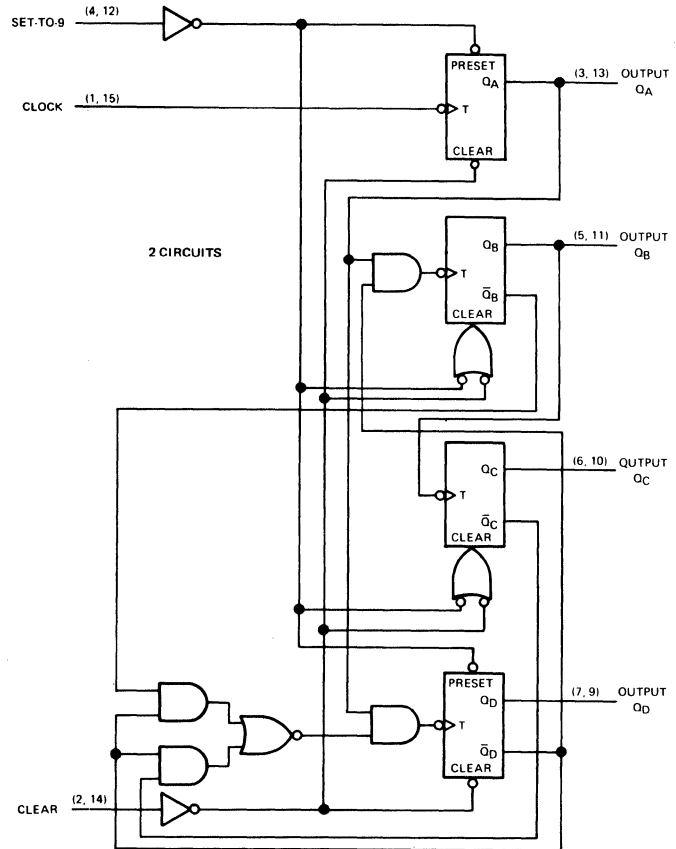 SET-TO-9 (4, 12)
PRESET
QA
(3, 13) OUTPUT
QA
CLOCK (1, 15)
T
CLEAR
2 CIRCUITS
QB
(5, 11) OUTPUT
QB
T
Q̅B
CLEAR
QC
(6, 10) QUTPUT
QC
T
Q̅C
CLEAR
PRESET
QD
(7, 9) OUTPUT
QD
T
Q̅D
CLEAR
CLEAR (2, 14)